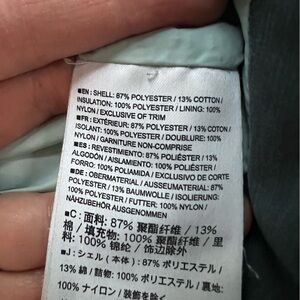 ■EN: SHELL: 87% POLYESTER / 13% COTTON /
INSULATION: 100% POLYESTER / LINING: 100%
NYLON / EXCLUSIVE OF TRIM
■FR: EXTÉRIEUR: 87% POLYESTER / 13% COTON /
ISOLANT: 100% POLYESTER / DOUBLURE: 100%
NYLON / GARNITURE NON-COMPRISE
■ES: REVESTIMIENTO: 87% POLIÉSTER / 13%
ALGODÓN / AISLAMIENTO: 100% POLIÉSTER /
FORRO: 100% POLIAMIDA / EXCLUSIVO DE CORTE
■DE: OBERMATERIAL / AUSSENMATERIAL: 87%
POLYESTER / 13% BAUMWOLLE / ISOLIERUNG:
100% POLYESTER / FUTTER: 100% NYLON /
NÄHZUBEHÖR AUSGENOMMEN
■C: 面料: 87% 聚酯纤维 / 13%
棉 / 填充物: 100% 聚酯纤维 / 里
料: 100% 锦纶 / 饰边除外
■J: シェル (本体): 87% ポリエステル /
13% 綿 / 詰物: 100% ポリエステル / 裏地:
100% ナイロン / 装飾を除く